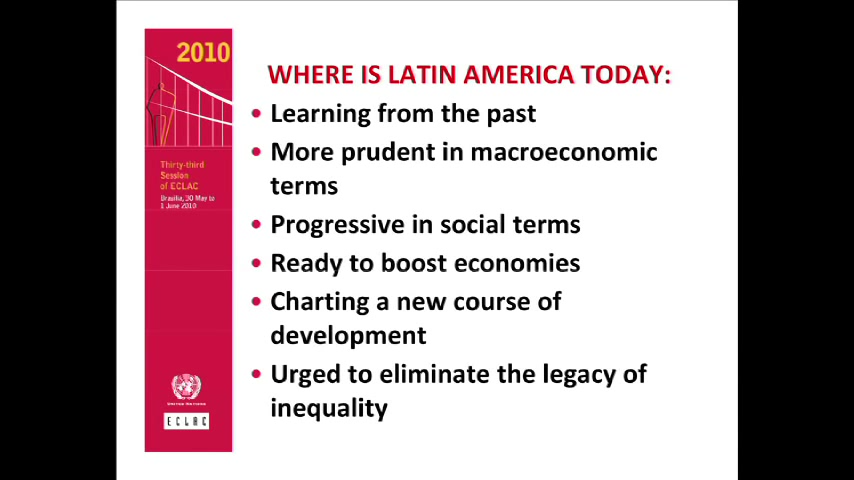 2010
Thirty-third
Session
of ECLAC
Brasilia, 30 May to
1 June 2010
ECLAC
WHERE IS LATIN AMERICA TODAY:
• Learning from the past
• More prudent in macroeconomic
terms
• Progressive in social terms
• Ready to boost economies
• Charting a new course of
development
• Urged to eliminate the legacy of
inequality